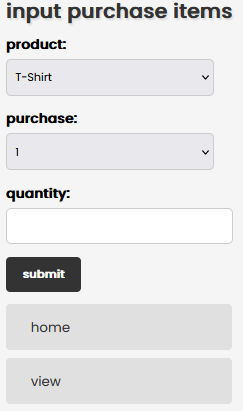 input purchase items
product:
T-Shirt
purchase:
1
quantity:
submit
home
view